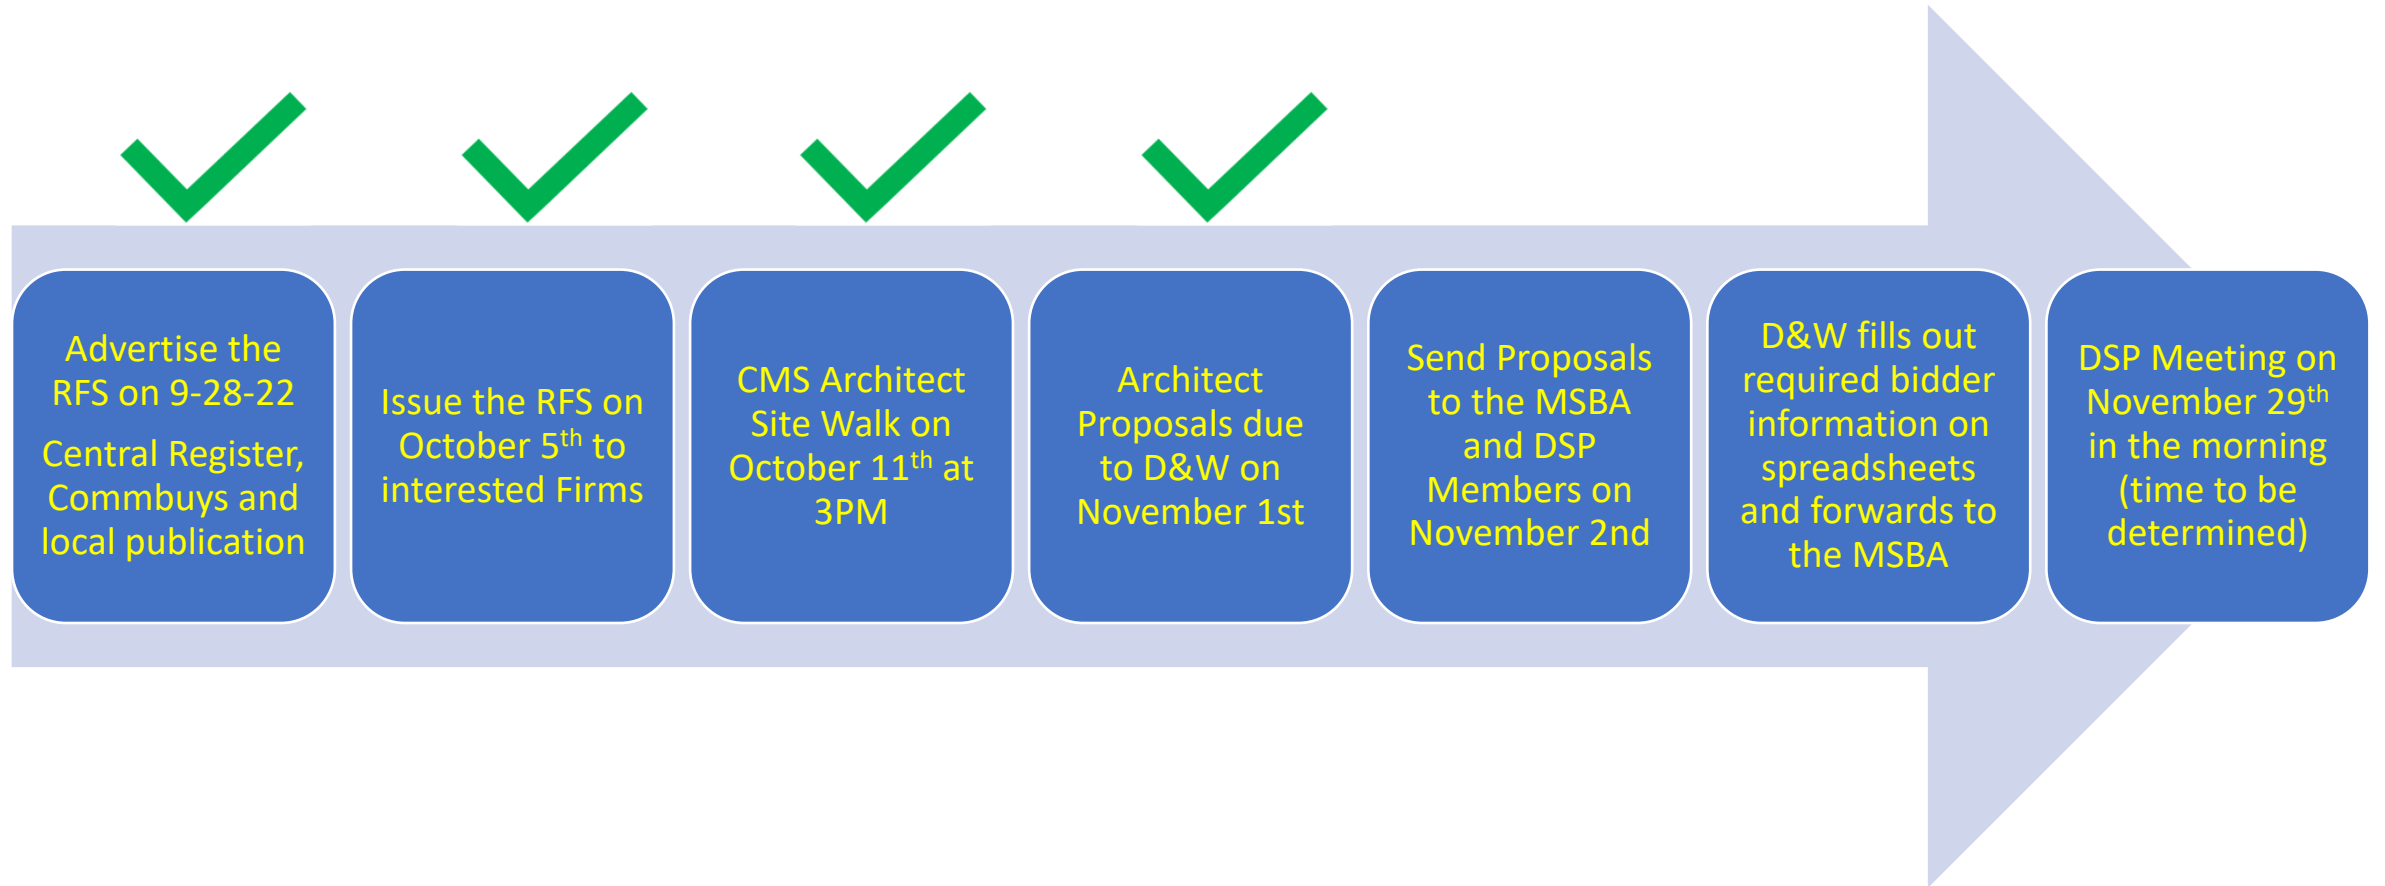 Advertise the
RFS on 9-28-22
Central Register,
Commbuys and
local publication
Issue the RFS on
October 5th to
interested Firms
CMS Architect
Site Walk on
October 11th at
3PM
Architect
Proposals due
to D&W on
November 1st
Send Proposals
to the MSBA
and DSP
Members on
November 2nd
D&W fills out
required bidder
information on
spreadsheets
and forwards to
the MSBA
DSP Meeting on
November 29th
in the morning
(time to be
determined)